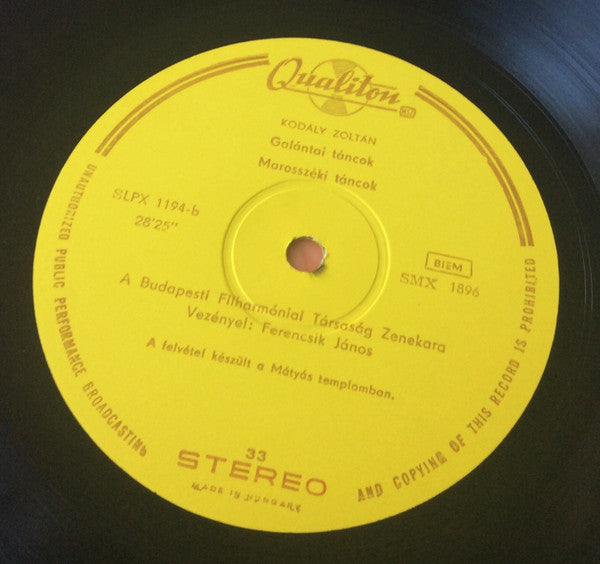 Qualiton
KODÁLY ZOLTÁN
Galántai táncok
Marosszéki táncok
SLPX 1194-b
28'25"
BIEM
SMX 1896
A Budapesti Filharmóniai Társaság Zenekara
Vezényel: Ferencsik János
A felvétel készült a Mátyás templomban.
33
STEREO
MADE IN HUNGARY
UNAUTHORIZED PUBLIC PERFORMANCE BROADCASTING AND COPYING OF THIS RECORD IS PROHIBITED